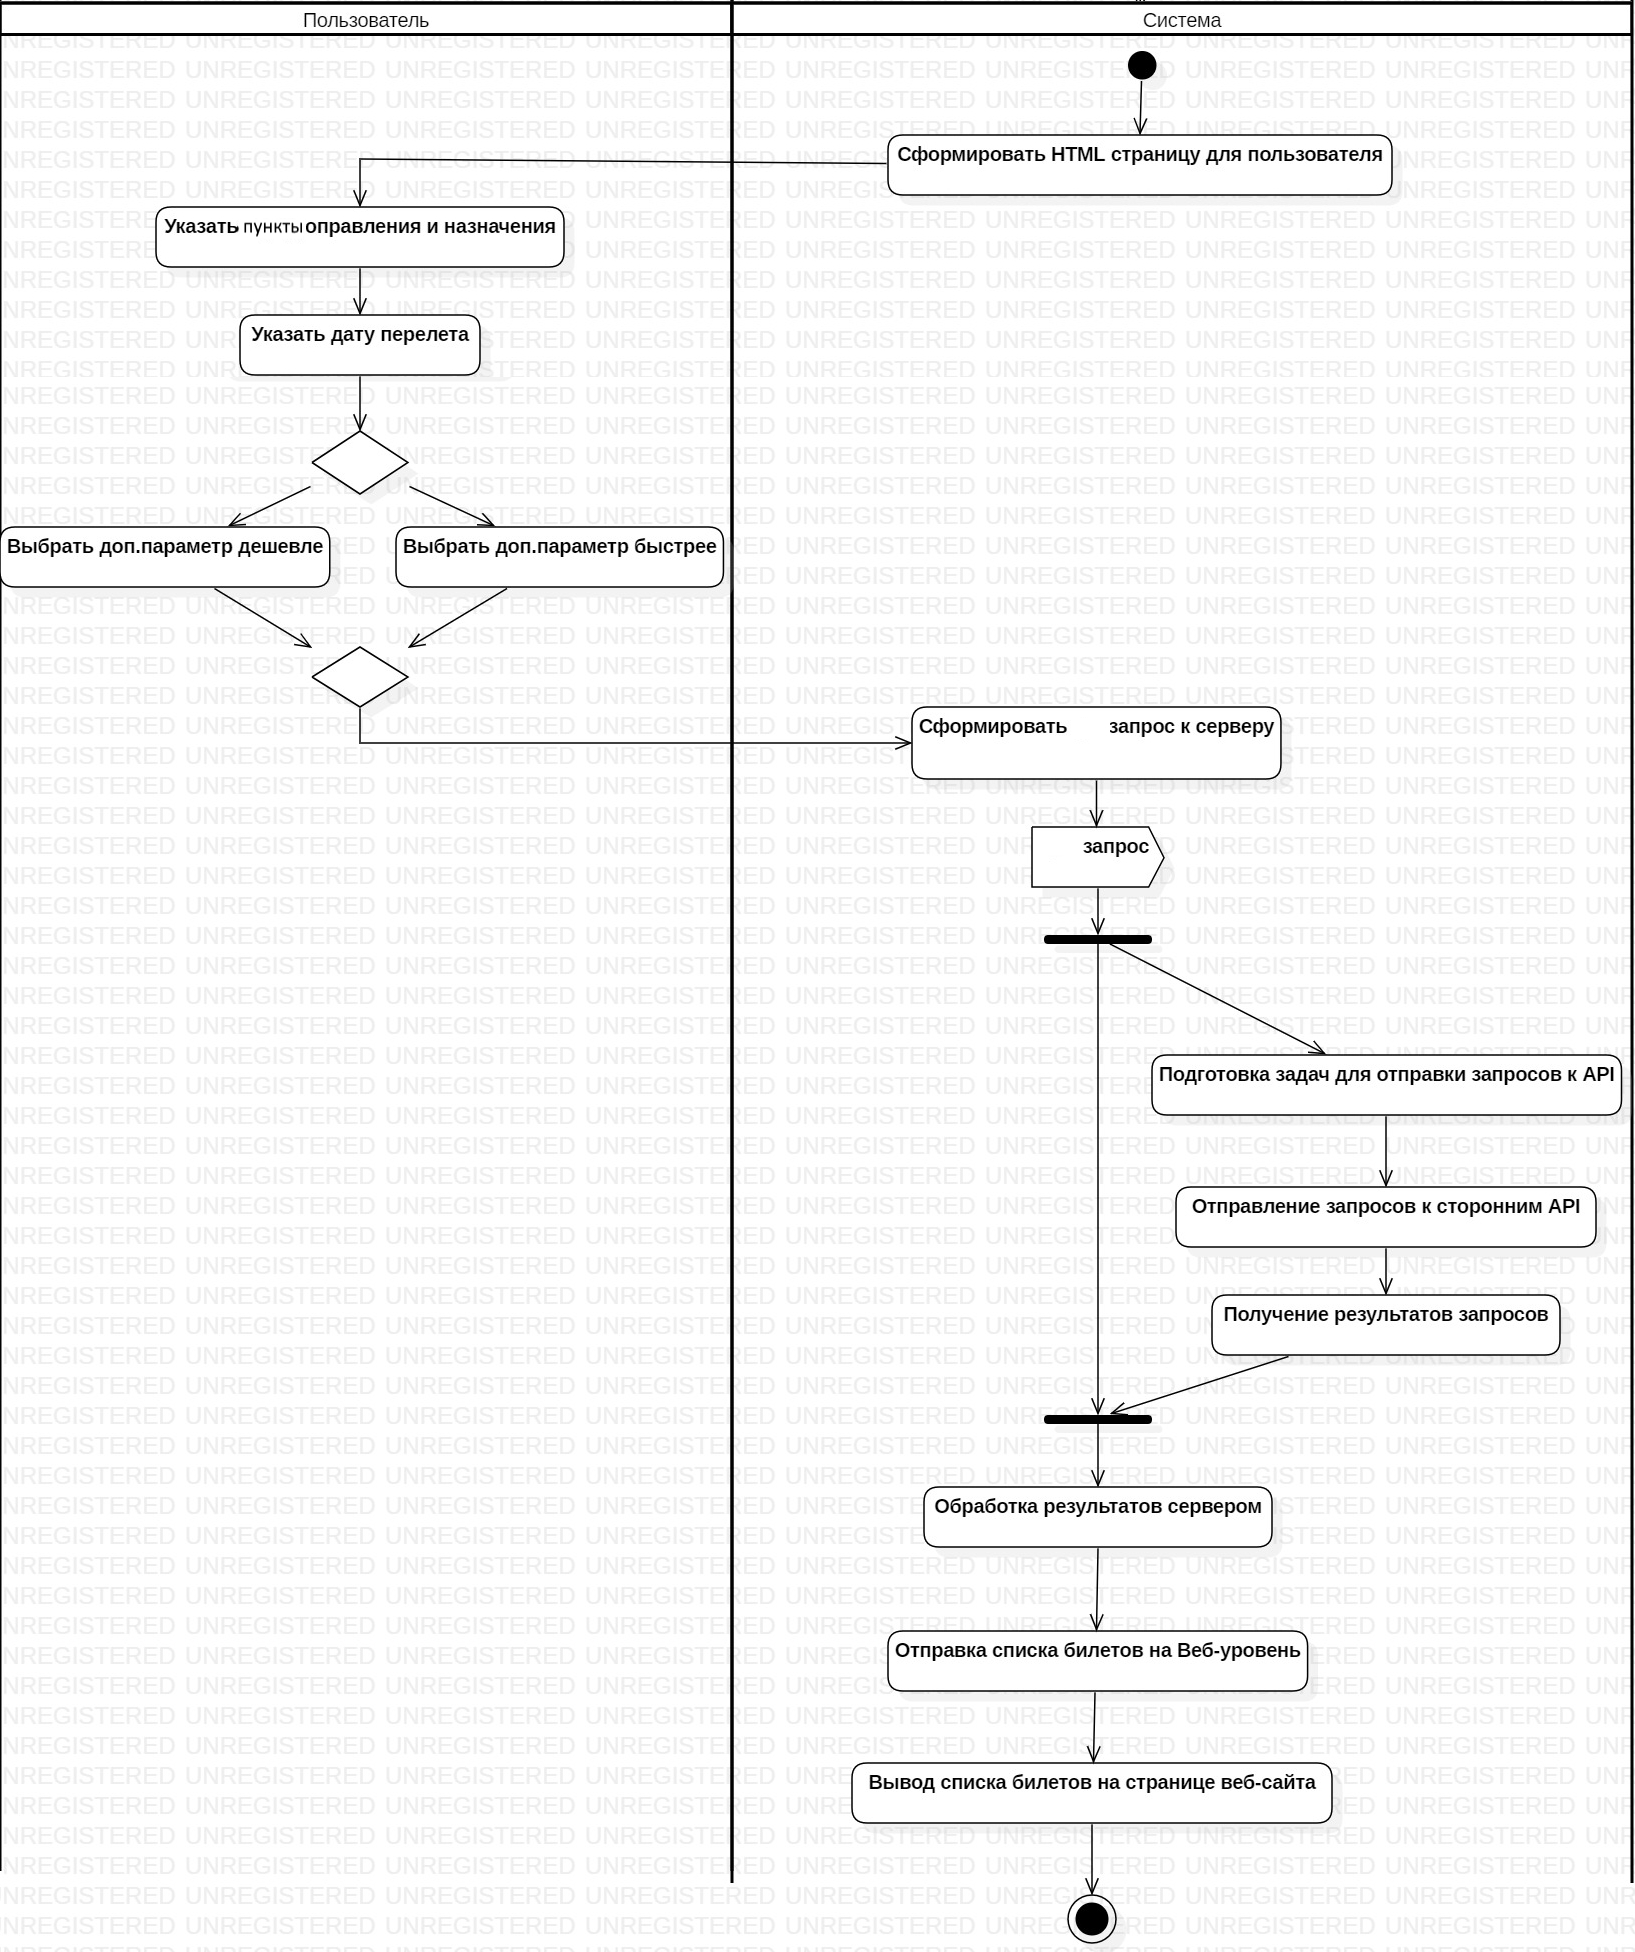 Пользователь
Система
Сформировать HTML страницу для пользователя
Указать пункты оправления и назначения
Указать дату перелета
Выбрать доп.параметр дешевле
Выбрать доп.параметр быстрее
Сформировать запрос к серверу
запрос
Подготовка задач для отправки запросов к API
Отправление запросов к сторонним API
Получение результатов запросов
Обработка результатов сервером
Отправка списка билетов на Веб-уровень
Вывод списка билетов на странице веб-сайта
UNREGISTERED